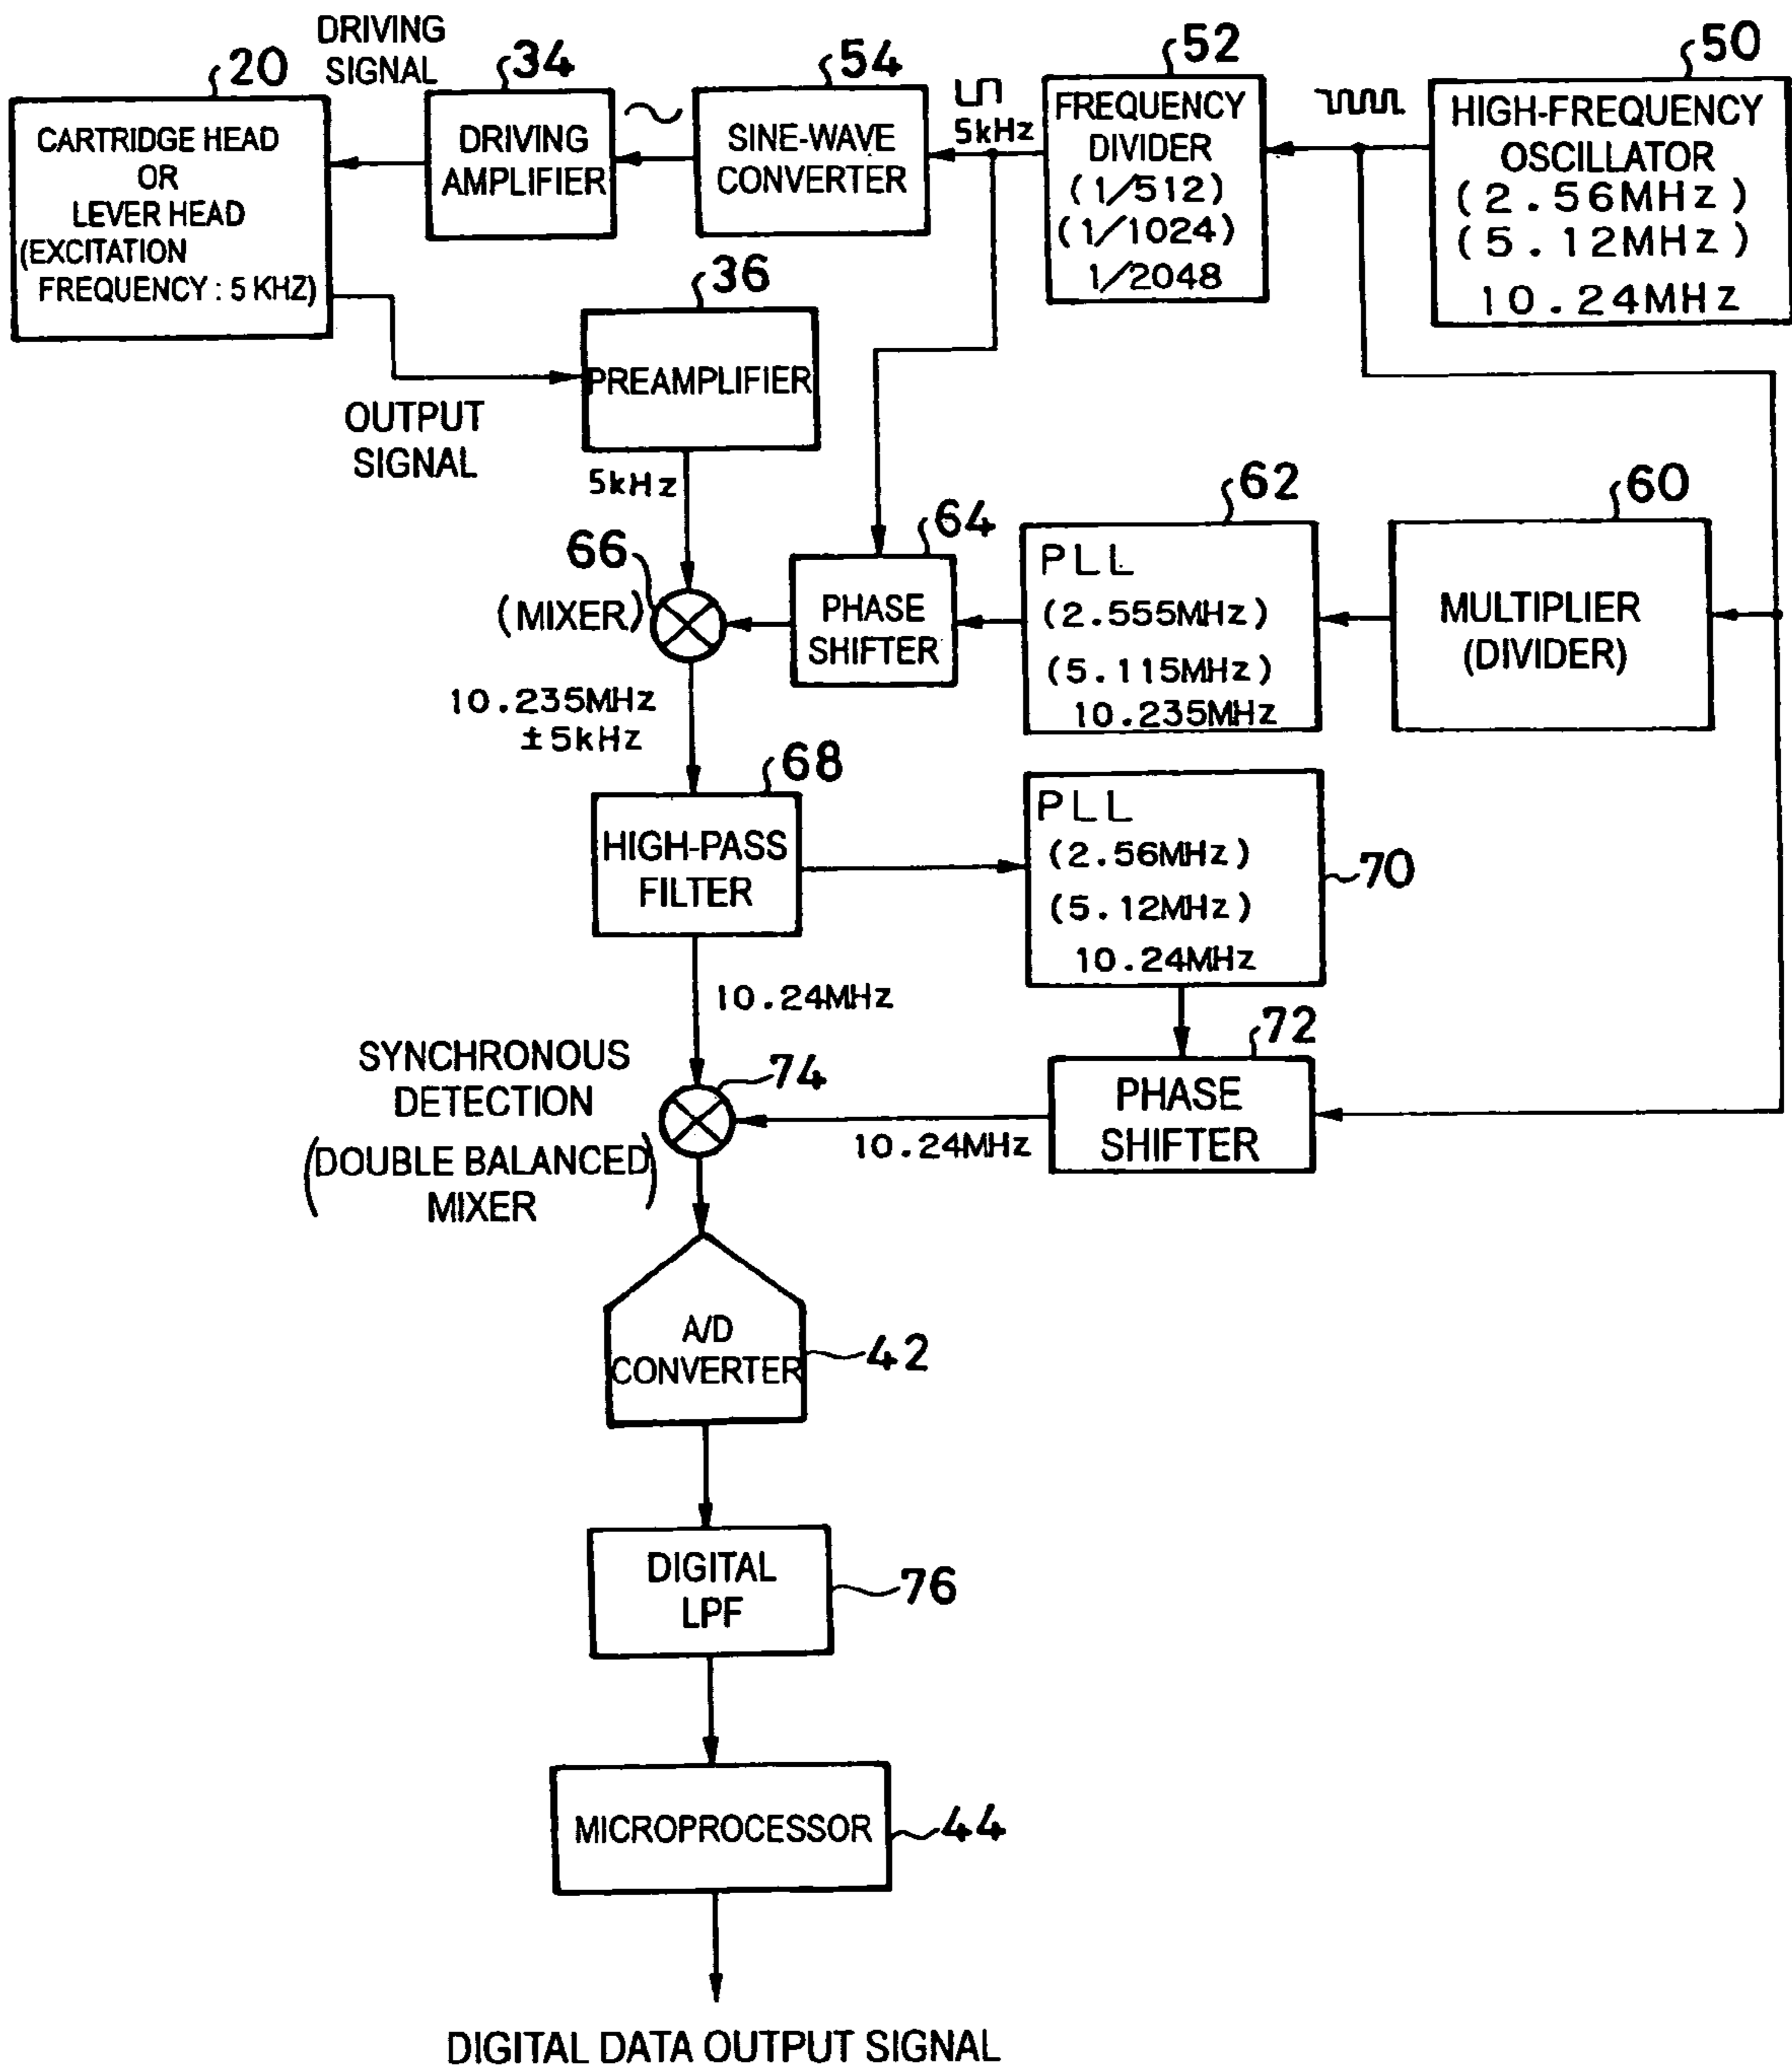 DRIVING
SIGNAL
20
34
54
52
50
CARTRIDGE HEAD
OR
LEVER HEAD
(EXCITATION
FREQUENCY : 5 KHZ)
DRIVING
AMPLIFIER
SINE-WAVE
CONVERTER
5kHz
FREQUENCY
DIVIDER
(1/512)
(1/1024)
1/2048
HIGH-FREQUENCY
OSCILLATOR
(2.56MHz)
(5.12MHz)
10.24MHz
36
PREAMPLIFIER
OUTPUT
SIGNAL
5kHz
66
(MIXER)
64
PHASE
SHIFTER
62
PLL
(2.555MHz)
(5.115MHz)
10.235MHz
60
MULTIPLIER
(DIVIDER)
10.235MHz
±5kHz
68
HIGH-PASS
FILTER
PLL
(2.56MHz)
(5.12MHz)
10.24MHz
70
10.24MHz
72
PHASE
SHIFTER
SYNCHRONOUS
DETECTION
(DOUBLE BALANCED
MIXER)
74
10.24MHz
A/D
CONVERTER
42
DIGITAL
LPF
76
MICROPROCESSOR
44
DIGITAL DATA OUTPUT SIGNAL